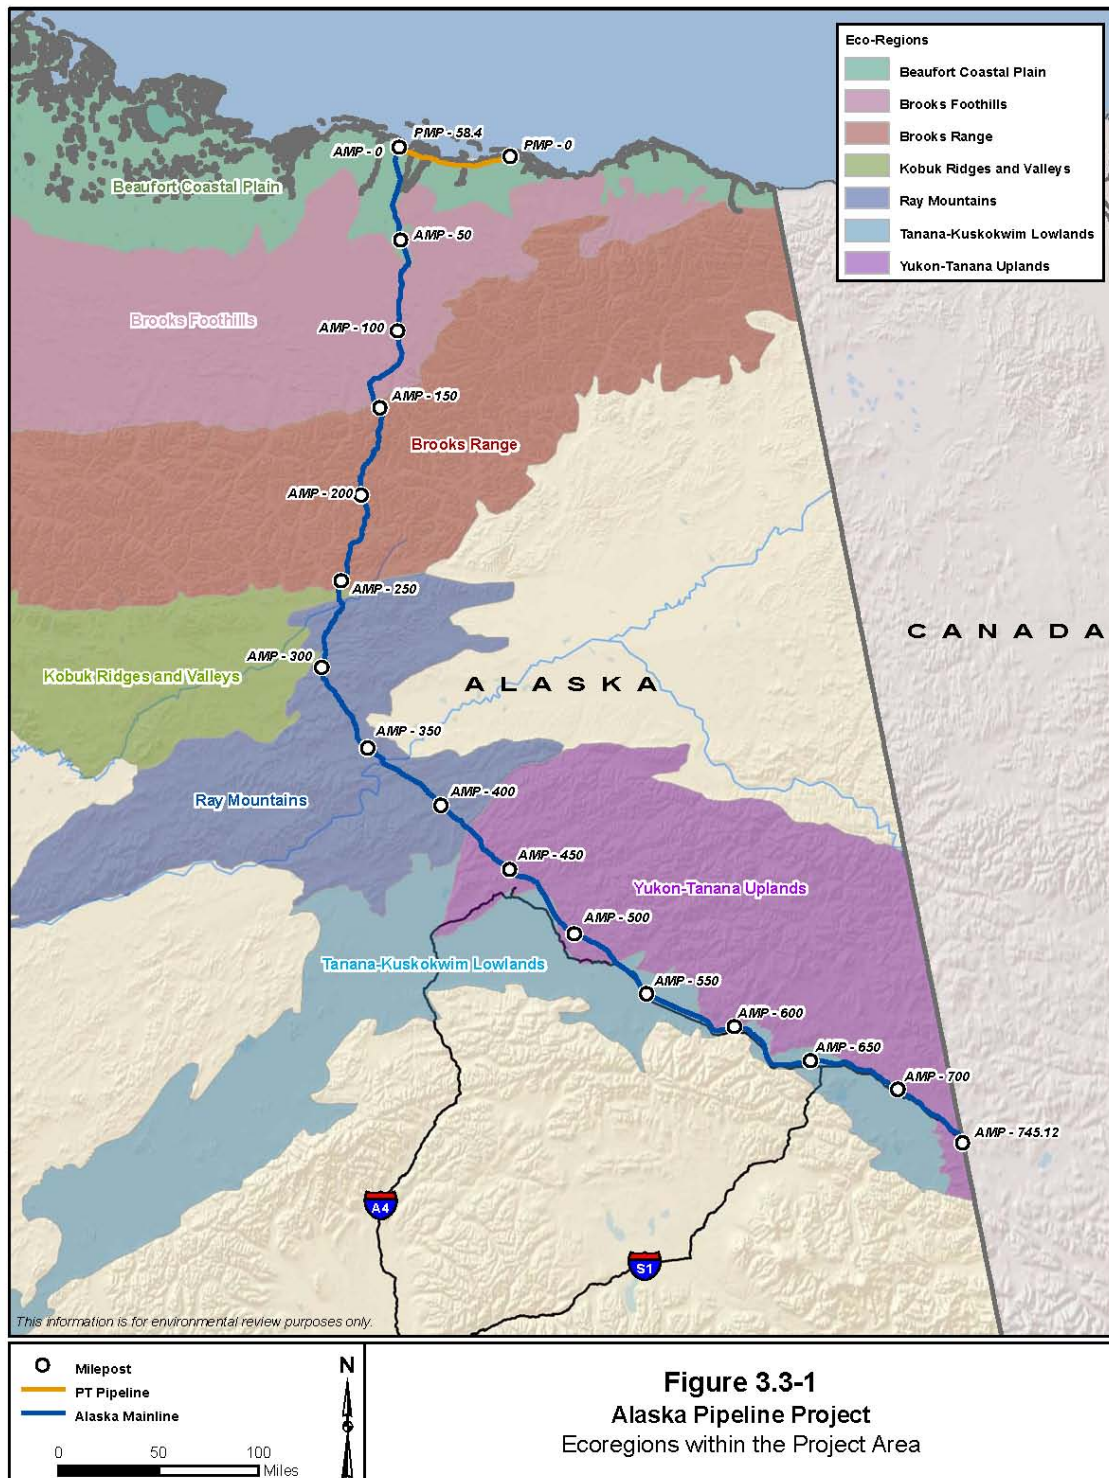 Eco-Regions
Beaufort Coastal Plain
Brooks Foothills
Brooks Range
Kobuk Ridges and Valleys
Ray Mountains
Tanana-Kuskokwim Lowlands
Yukon-Tanana Uplands
PMP - 58.4
AMP - 0
PMP - 0
Beaufort Coastal Plain
AMP - 50
Brooks Foothills
AMP - 100
AMP - 150
Brooks Range
AMP - 200
AMP - 250
CANADA
AMP - 300
Kobuk Ridges and Valleys
ALASKA
AMP - 350
Ray Mountains
AMP - 400
AMP - 450
Yukon-Tanana Uplands
AMP - 500
Tanana-Kuskokwim Lowlands
AMP - 550
AMP - 600
AMP - 650
AMP - 700
AMP - 745.12
A4
S1
This information is for environmental review purposes only.
Milepost
PT Pipeline
Alaska Mainline
0 50 100
Miles
N
Figure 3.3-1
Alaska Pipeline Project
Ecoregions within the Project Area